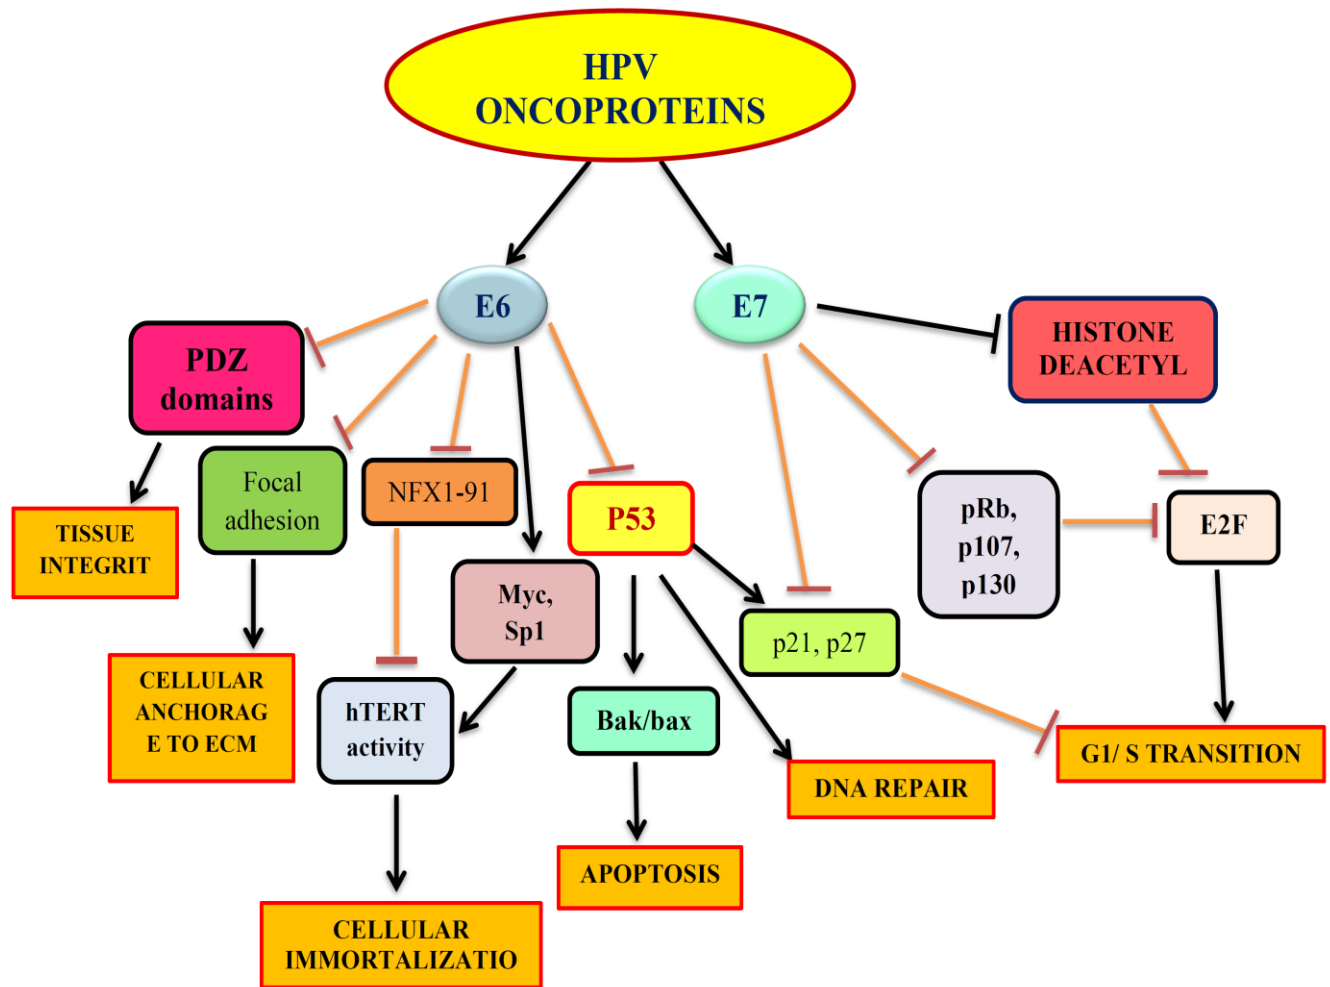 HPV
ONCOPROTEINS
E6
E7
PDZ
domains
HISTONE
DEACETYL
Focal
adhesion
NFX1-91
P53
pRb,
p107,
p130
E2F
TISSUE
INTEGRIT
Myc,
Sp1
p21, p27
CELLULAR
ANCHORAG
E TO ECM
hTERT
activity
Bak/bax
G1/ S TRANSITION
DNA REPAIR
APOPTOSIS
CELLULAR
IMMORTALIZATIO